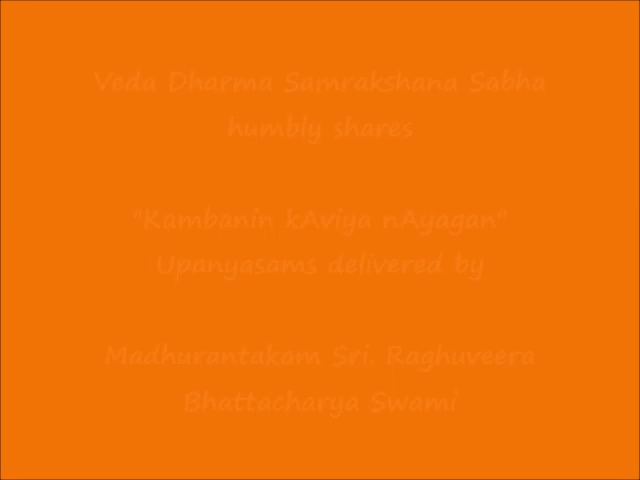 Veda Dharma Samrakshana Sabha
humbly shares
"Kambanin kAviya nAyagan"
Upanyasams delivered by
Madhurantakam Sri. Raghuveera
Bhattacharya Swami